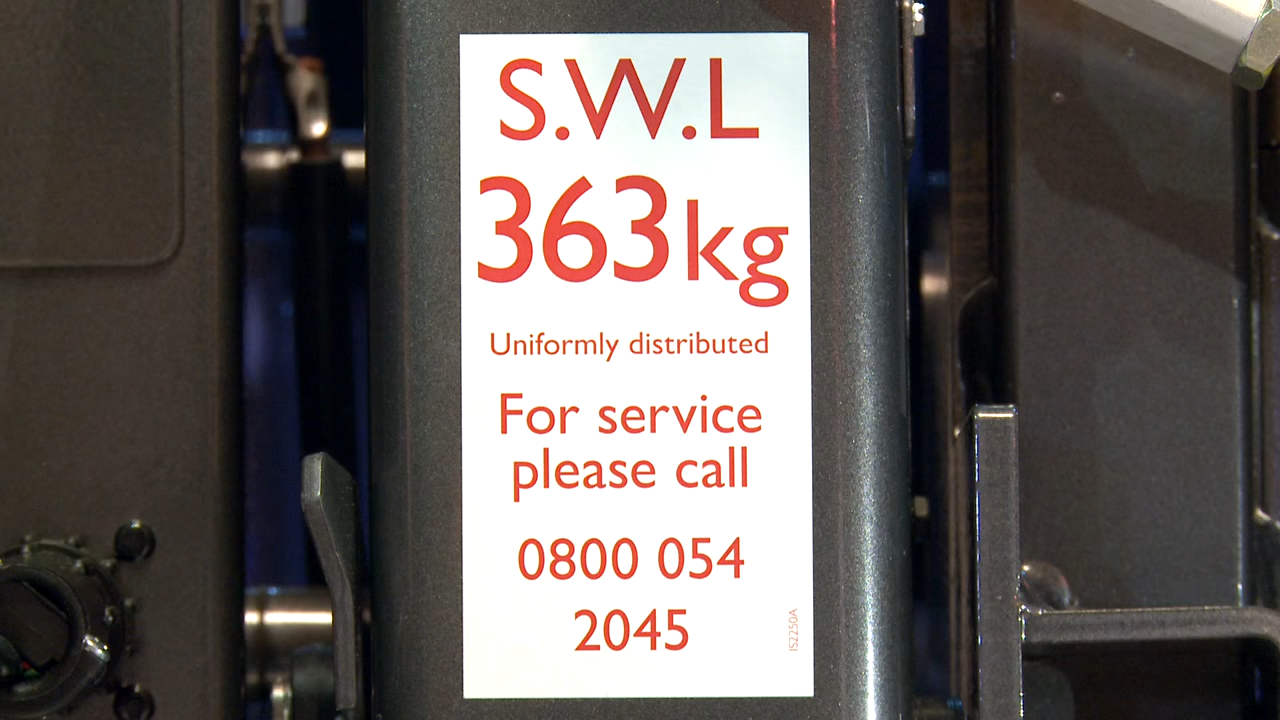 S.W.L
363kg
Uniformly distributed
For service
please call
0800 054
2045
IS2250A